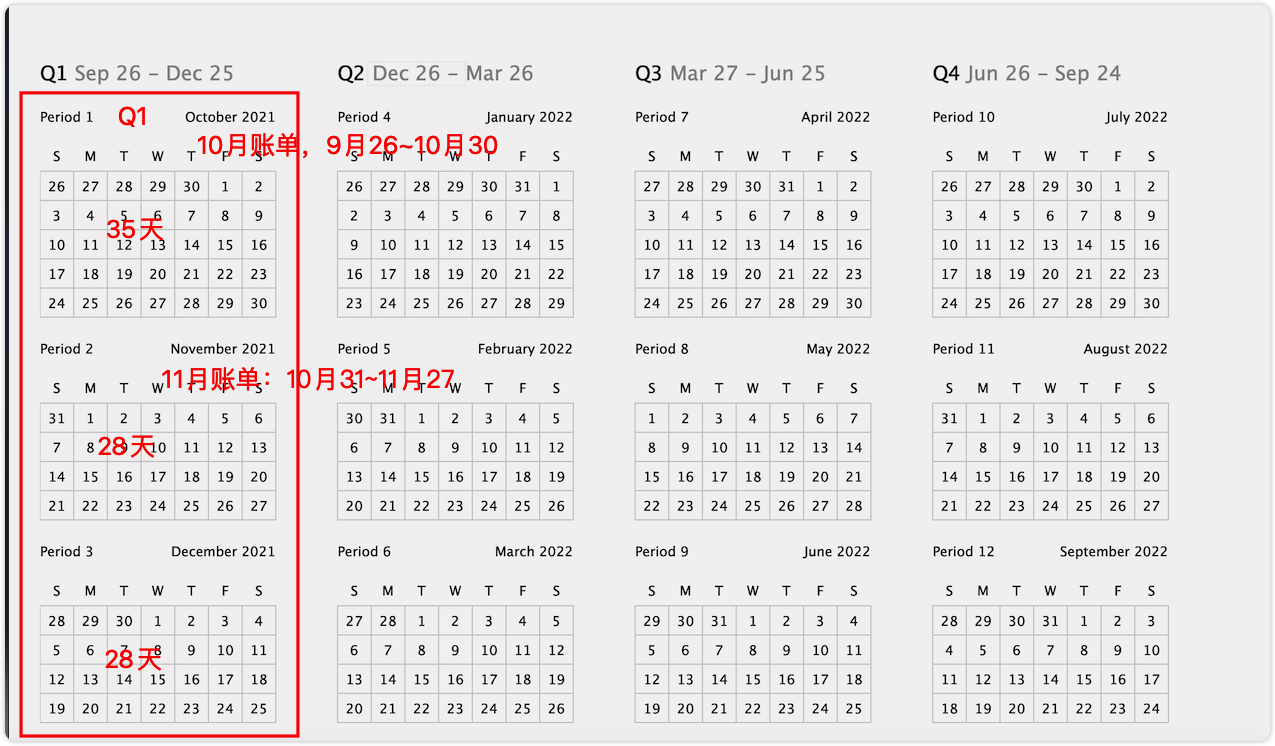 Q1 Sep 26 – Dec 25
Period 1 October 2021
Q1
10月账单，9月26~10月30
S M T W T F S
26 27 28 29 30 1 2
3 4 5 6 7 8 9
35天
10 11 12 13 14 15 16
17 18 19 20 21 22 23
24 25 26 27 28 29 30
Period 2 November 2021
11月账单：10月31~11月27
S M T W T F S
31 1 2 3 4 5 6
7 8 9 10 11 12 13
28天
14 15 16 17 18 19 20
21 22 23 24 25 26 27
Period 3 December 2021
S M T W T F S
28 29 30 1 2 3 4
5 6 7 8 9 10 11
28天
12 13 14 15 16 17 18
19 20 21 22 23 24 25
Q2 Dec 26 – Mar 26
Period 4 January 2022
S M T W T F S
26 27 28 29 30 31 1
2 3 4 5 6 7 8
9 10 11 12 13 14 15
16 17 18 19 20 21 22
23 24 25 26 27 28 29
Period 5 February 2022
S M T W T F S
30 31 1 2 3 4 5
6 7 8 9 10 11 12
13 14 15 16 17 18 19
20 21 22 23 24 25 26
Period 6 March 2022
S M T W T F S
27 28 1 2 3 4 5
6 7 8 9 10 11 12
13 14 15 16 17 18 19
20 21 22 23 24 25 26
Q3 Mar 27 – Jun 25
Period 7 April 2022
S M T W T F S
27 28 29 30 31 1 2
3 4 5 6 7 8 9
10 11 12 13 14 15 16
17 18 19 20 21 22 23
24 25 26 27 28 29 30
Period 8 May 2022
S M T W T F S
1 2 3 4 5 6 7
8 9 10 11 12 13 14
15 16 17 18 19 20 21
22 23 24 25 26 27 28
Period 9 June 2022
S M T W T F S
29 30 31 1 2 3 4
5 6 7 8 9 10 11
12 13 14 15 16 17 18
19 20 21 22 23 24 25
Q4 Jun 26 – Sep 24
Period 10 July 2022
S M T W T F S
26 27 28 29 30 1 2
3 4 5 6 7 8 9
10 11 12 13 14 15 16
17 18 19 20 21 22 23
24 25 26 27 28 29 30
Period 11 August 2022
S M T W T F S
31 1 2 3 4 5 6
7 8 9 10 11 12 13
14 15 16 17 18 19 20
21 22 23 24 25 26 27
Period 12 September 2022
S M T W T F S
28 29 30 31 1 2 3
4 5 6 7 8 9 10
11 12 13 14 15 16 17
18 19 20 21 22 23 24